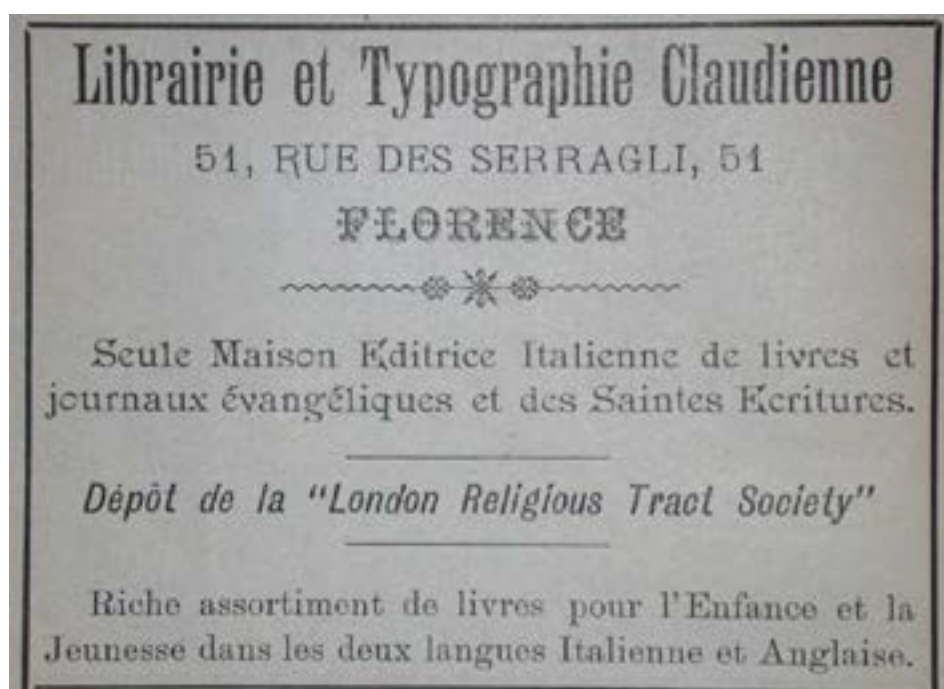 Librairie et Typographie Claudienne
51, RUE DES SERRAGLI, 51
FLORENCE
Seule Maison Editrice Italienne de livres et
journaux évangéliques et des Saintes Ecritures.
Dépôt de la "London Religious Tract Society"
Riche assortiment de livres pour l'Enfance et la
Jeunesse dans les deux langues Italienne et Anglaise.